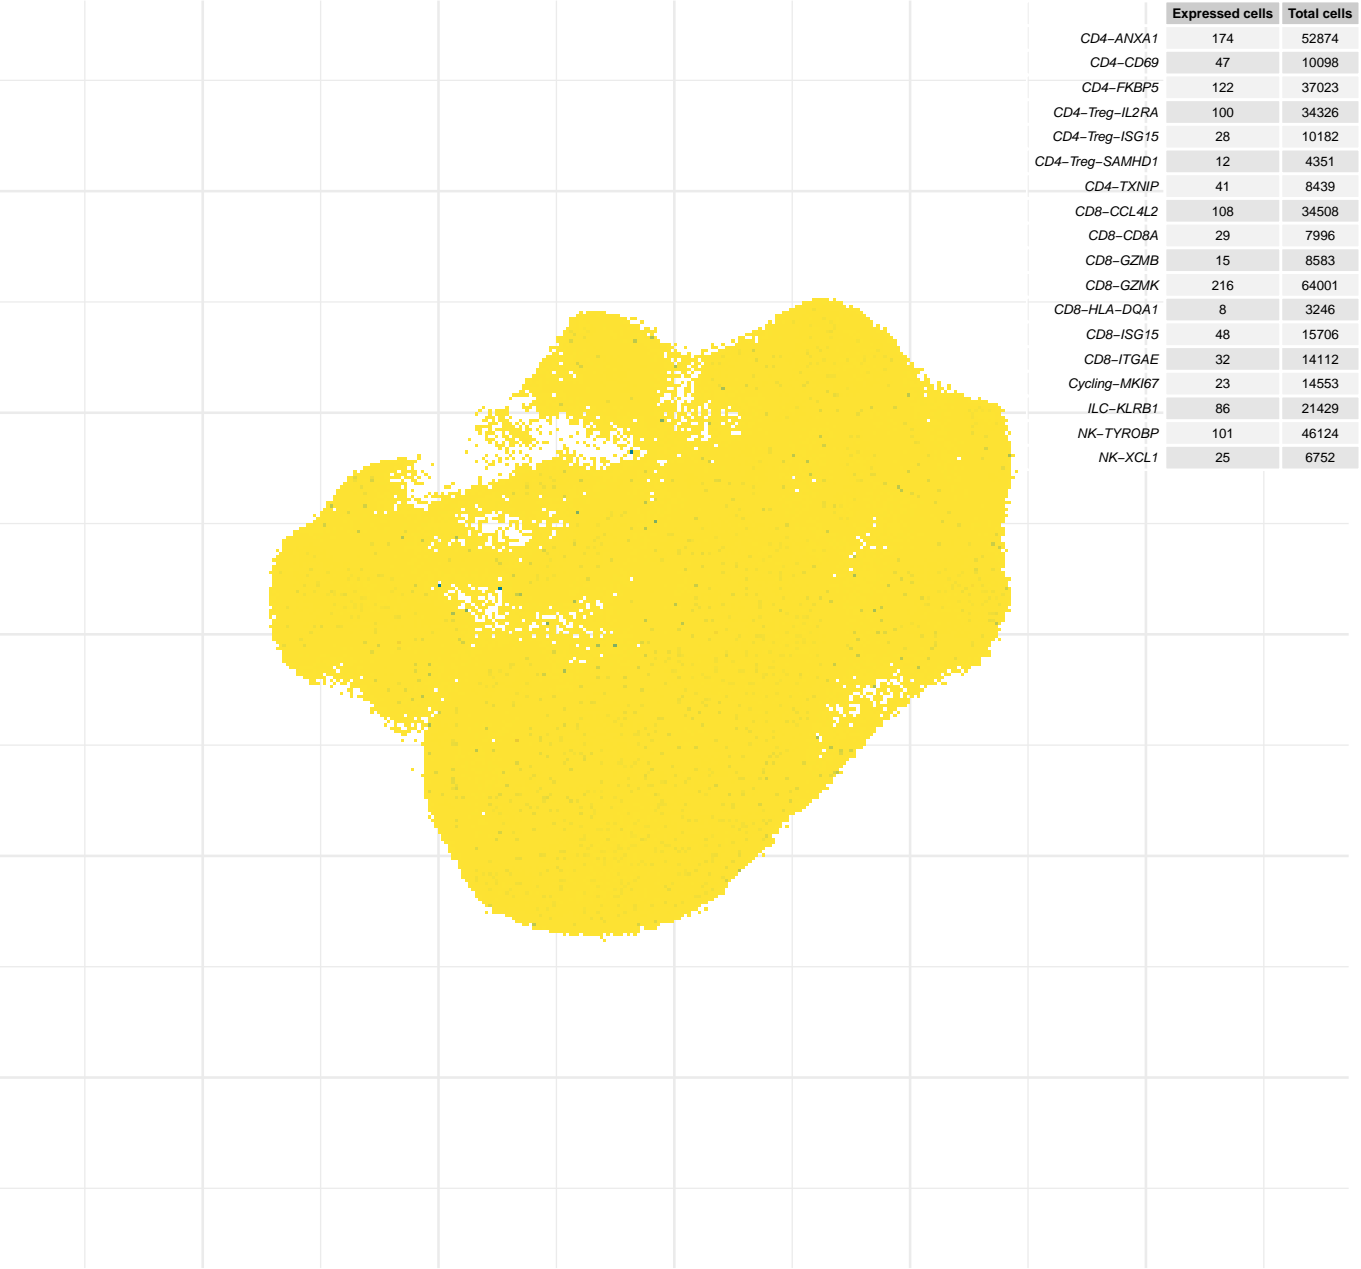 Expressed cells Total cells
CD4−ANXA1 174 52874
CD4−CD69 47 10098
CD4−FKBP5 122 37023
CD4−Treg−IL2RA 100 34326
CD4−Treg−ISG15 28 10182
CD4−Treg−SAMHD1 12 4351
CD4−TXNIP 41 8439
CD8−CCL4L2 108 34508
CD8−CD8A 29 7996
CD8−GZMB 15 8583
CD8−GZMK 216 64001
CD8−HLA−DQA1 8 3246
CD8−ISG15 48 15706
CD8−ITGAE 32 14112
Cycling−MKI67 23 14553
ILC−KLRB1 86 21429
NK−TYROBP 101 46124
NK−XCL1 25 6752